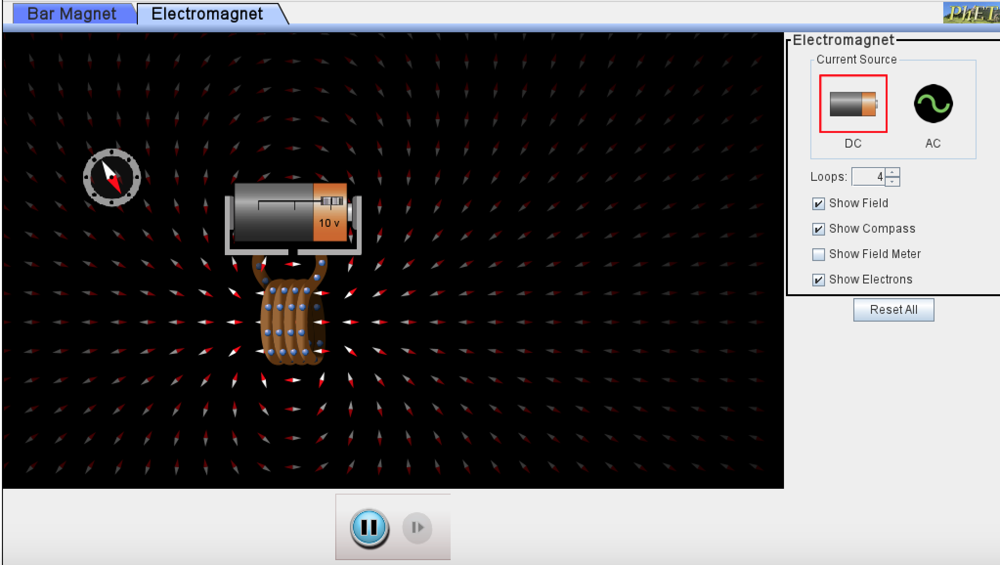 Bar Magnet
Electromagnet
PhET
Electromagnet
Current Source
DC
AC
Loops: 4
Show Field
Show Compass
Show Field Meter
Show Electrons
Reset All
10 v